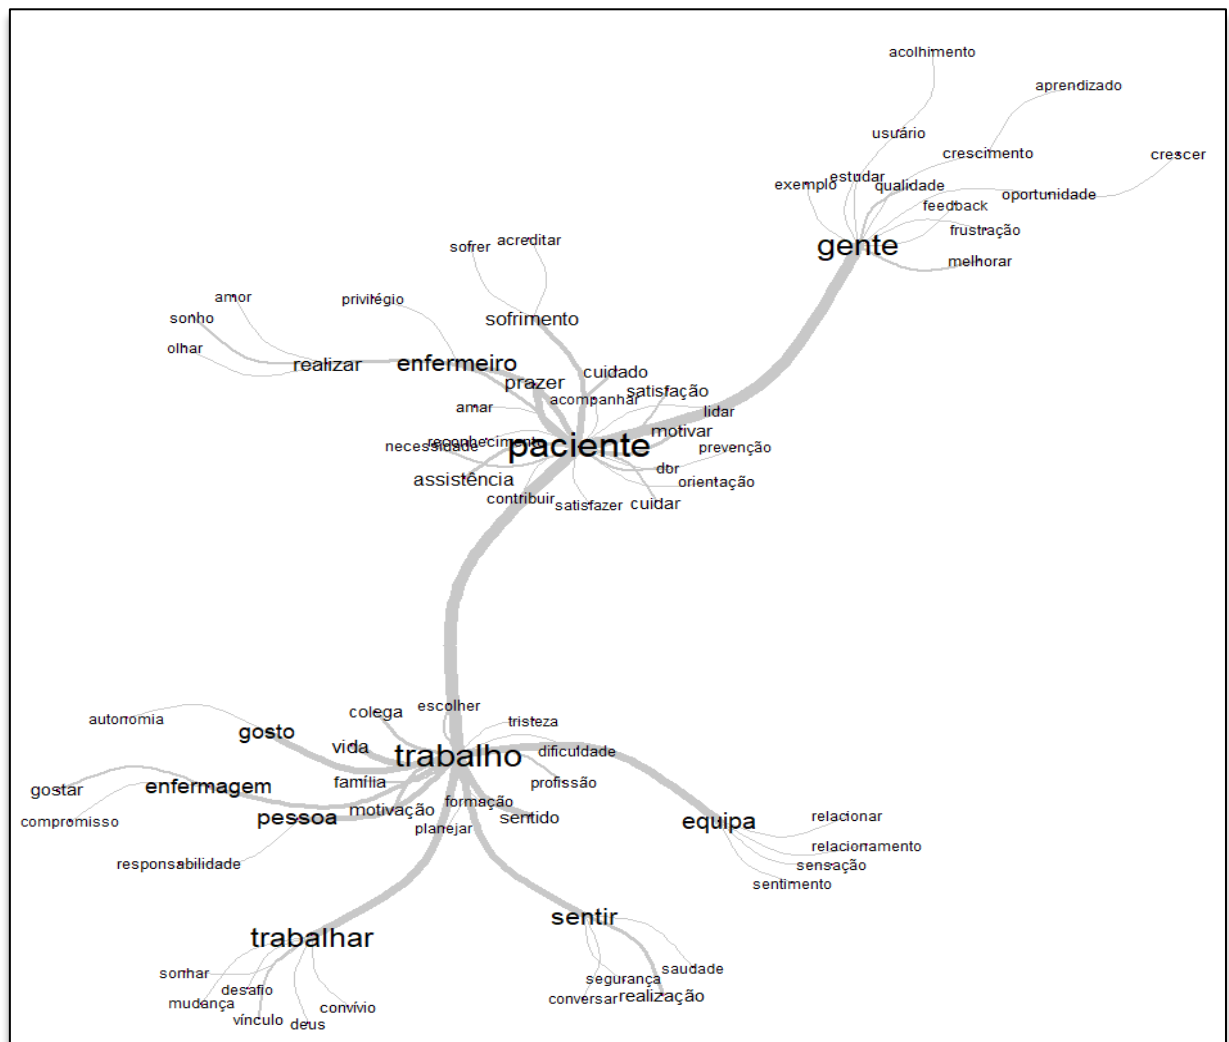 acolhimento
aprendizado
usuário
crescimento
crescer
exemplo
estudar
qualidade
oportunidade
feedback
frustração
gente
melhorar
sofrer
acreditar
amor
privilégio
sonho
sofrimento
olhar
realizar
enfermeiro
cuidado
prazer
satisfação
acompanhar
amar
lidar
motivar
reconhecimento
necessidade
paciente
prevenção
dor
assistência
orientação
contribuir
satisfazer
cuidar
escolher
colega
autonomia
tristeza
gosto
vida
trabalho
dificuldade
família
profissão
gostar
enfermagem
formação
motivação
sentido
compromisso
pessoa
planejar
equipa
relacionar
relacionamento
responsabilidade
sensação
sentimento
sentir
trabalhar
saudade
sonhar
segurança
desafio
mudança
convívio
conversar
realização
vínculo
deus